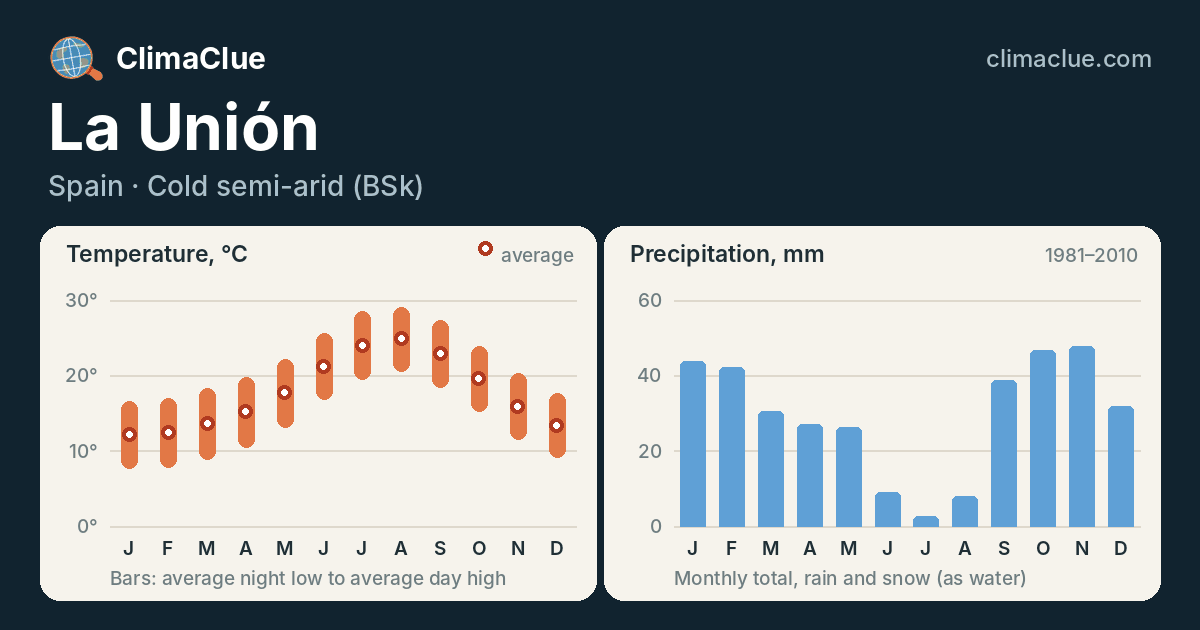 ClimaClue
climaclue.com
La Unión
Spain · Cold semi-arid (BSk)
Temperature, °C
average
30°
20°
10°
0°
J F M A M J J A S O N D
Bars: average night low to average day high
Precipitation, mm
1981–2010
60
40
20
0
J F M A M J J A S O N D
Monthly total, rain and snow (as water)